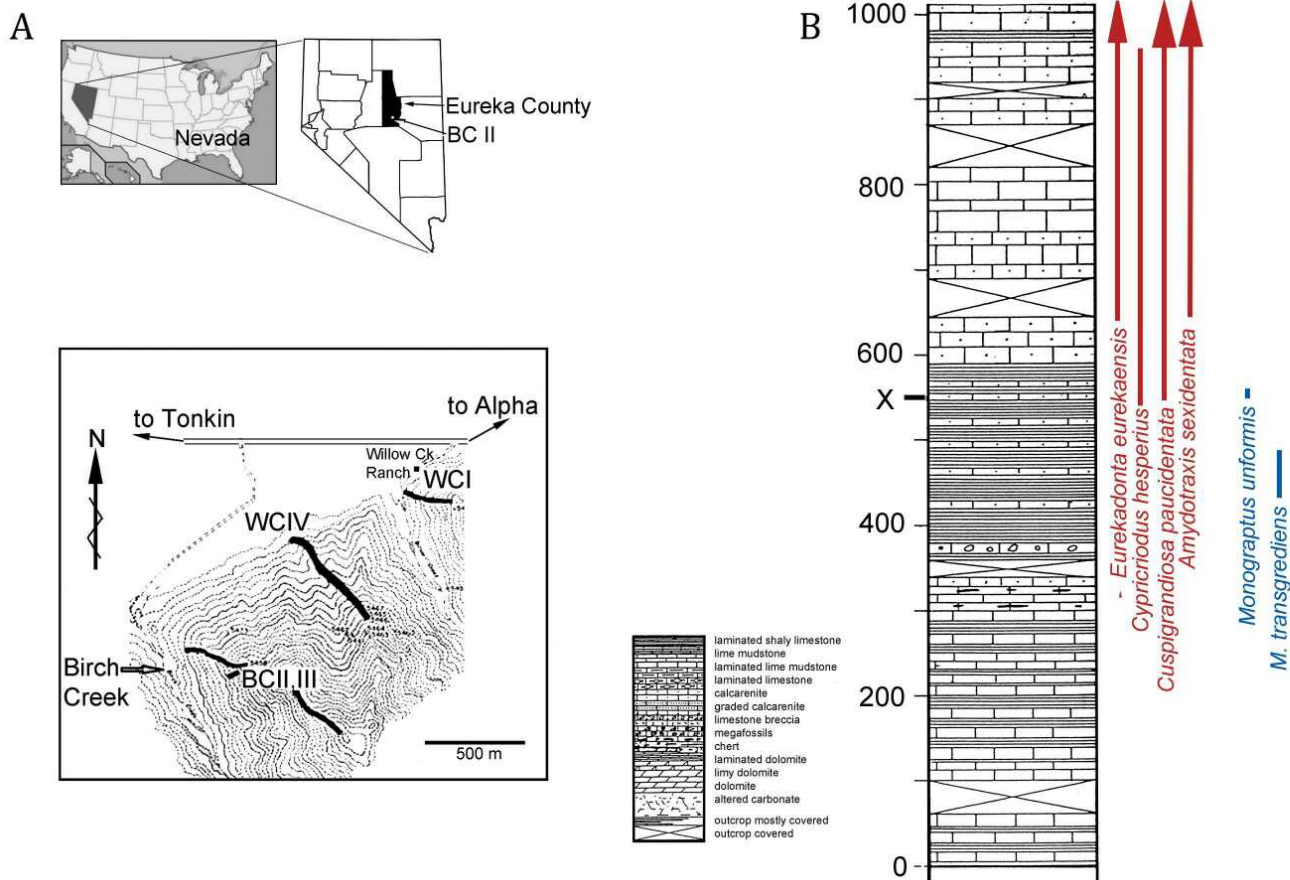 A
Nevada
Eureka County
BC II
to Tonkin
to Alpha
N
Willow Ck
Ranch
WCI
WCIV
Birch
Creek
BCII III
500 m
laminated shaly limestone
lime mudstone
laminated lime mudstone
laminated limestone
calcarenite
graded calcarenite
limestone breccia
megafossils
chert
laminated dolomite
limy dolomite
dolomite
altered carbonate
outcrop mostly covered
outcrop covered
B
1000
800
600
X
400
200
0
Eurekadonta eurekaensis
Cypricriodus hesperius
Cuspigrandiosa paucidentata
Amydotraxis sexidentata
Monograptus unformis
M. transgrediens